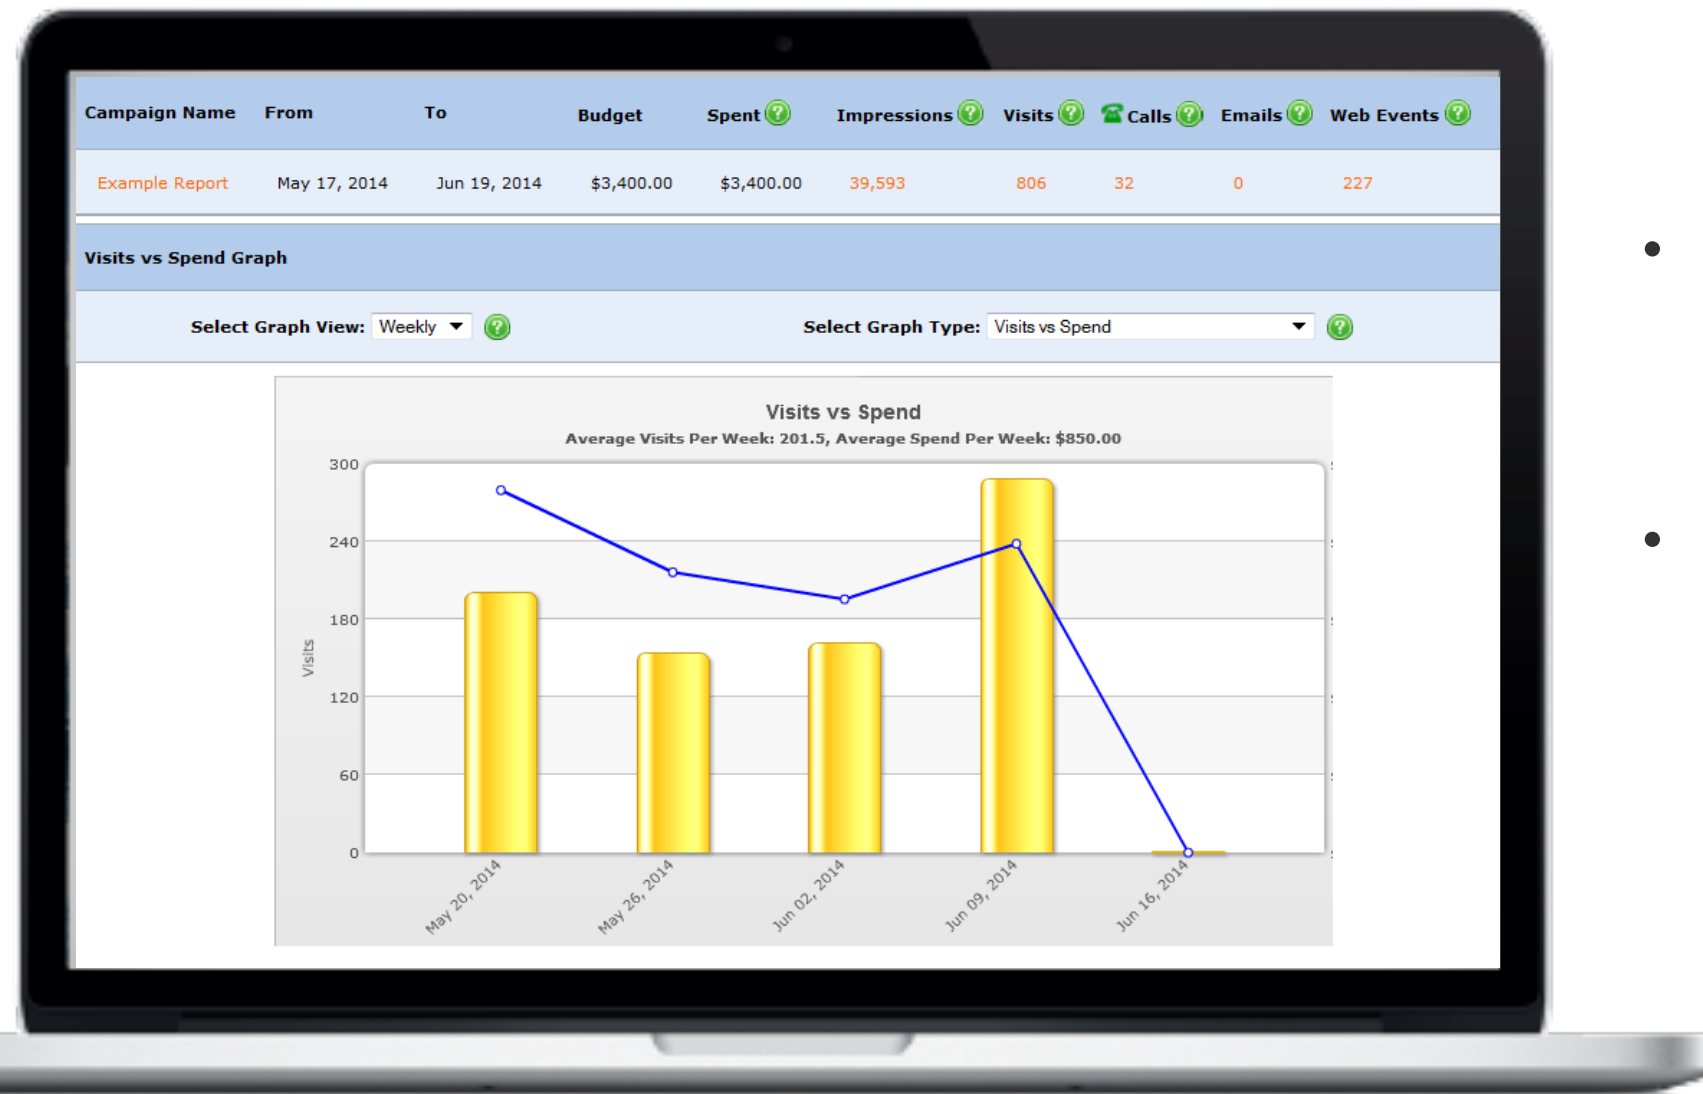 Campaign Name From To Budget Spent Impressions Visits Calls Emails Web Events
Example Report May 17, 2014 Jun 19, 2014 $3,400.00 $3,400.00 39,593 806 32 0 227
Visits vs Spend Graph
Select Graph View: Weekly Select Graph Type: Visits vs Spend
Visits vs Spend
Average Visits Per Week: 201.5, Average Spend Per Week: $850.00
300
240
180
120
60
0
Visits
May 20, 2014
May 26, 2014
Jun 02, 2014
Jun 09, 2014
Jun 16, 2014